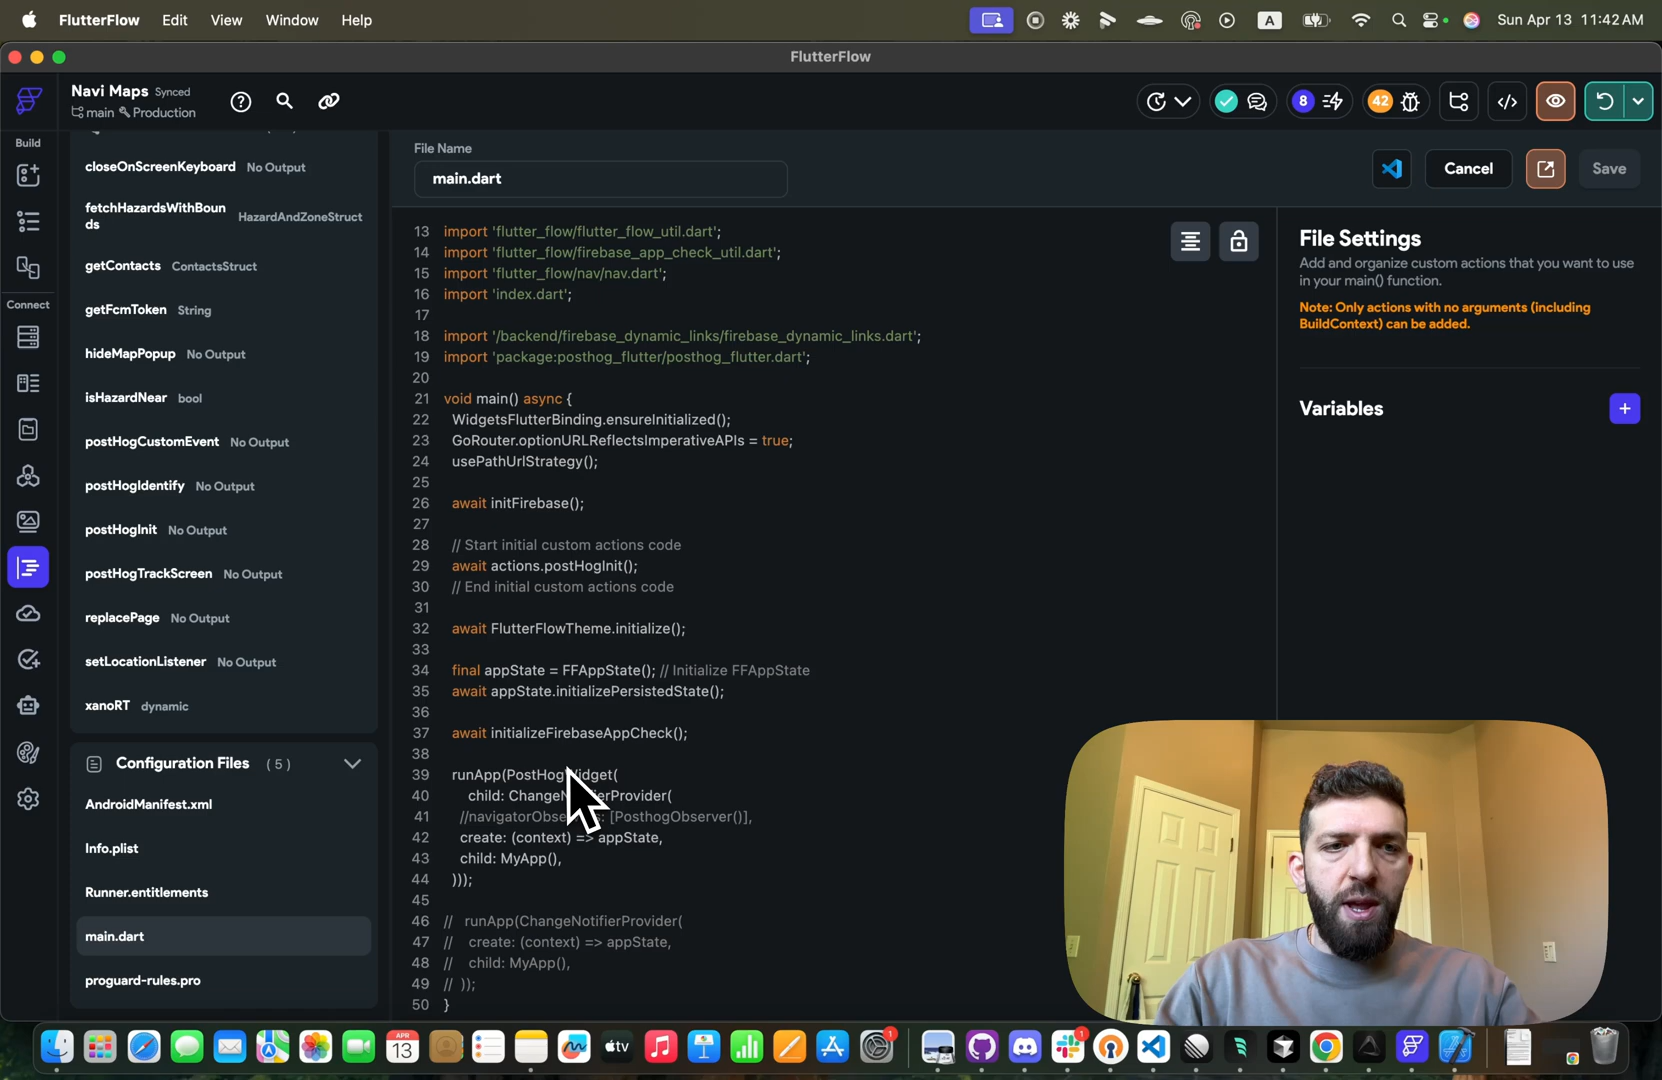 FlutterFlow Edit View Window Help
A
Sun Apr 13 11:42 AM
FlutterFlow
Navi Maps Synced
main Production
8
42
Build
Connect
closeOnScreenKeyboard No Output
fetchHazardsWithBoun
ds HazardAndZoneStruct
getContacts ContactsStruct
getFcmToken String
hideMapPopup No Output
isHazardNear bool
postHogCustomEvent No Output
postHogIdentify No Output
postHogInit No Output
postHogTrackScreen No Output
replacePage No Output
setLocationListener No Output
xanoRT dynamic
Configuration Files (5)
AndroidManifest.xml
Info.plist
Runner.entitlements
main.dart
proguard-rules.pro
File Name
main.dart
Cancel
Save
13 import 'flutter_flow/flutter_flow_util.dart';
14 import 'flutter_flow/firebase_app_check_util.dart';
15 import 'flutter_flow/nav/nav.dart';
16 import 'index.dart';
17
18 import '/backend/firebase_dynamic_links/firebase_dynamic_links.dart';
19 import 'package:posthog_flutter/posthog_flutter.dart';
20
21 void main() async {
22 WidgetsFlutterBinding.ensureInitialized();
23 GoRouter.optionURLReflectsImperativeAPIs = true;
24 usePathUrlStrategy();
25
26 await initFirebase();
27
28 // Start initial custom actions code
29 await actions.postHogInit();
30 // End initial custom actions code
31
32 await FlutterFlowTheme.initialize();
33
34 final appState = FFAppState(); // Initialize FFAppState
35 await appState.initializePersistedState();
36
37 await initializeFirebaseAppCheck();
38
39 runApp(PostHogWidget(
40 child: ChangeNotifierProvider(
41 //navigatorObservers: [PosthogObserver()],
42 create: (context) => appState,
43 child: MyApp(),
44 )));
45
46 // runApp(ChangeNotifierProvider(
47 // create: (context) => appState,
48 // child: MyApp(),
49 // ));
50 }
File Settings
Add and organize custom actions that you want to use
in your main() function.
Note: Only actions with no arguments (including
BuildContext) can be added.
Variables
+
APR
13
tv
1
1